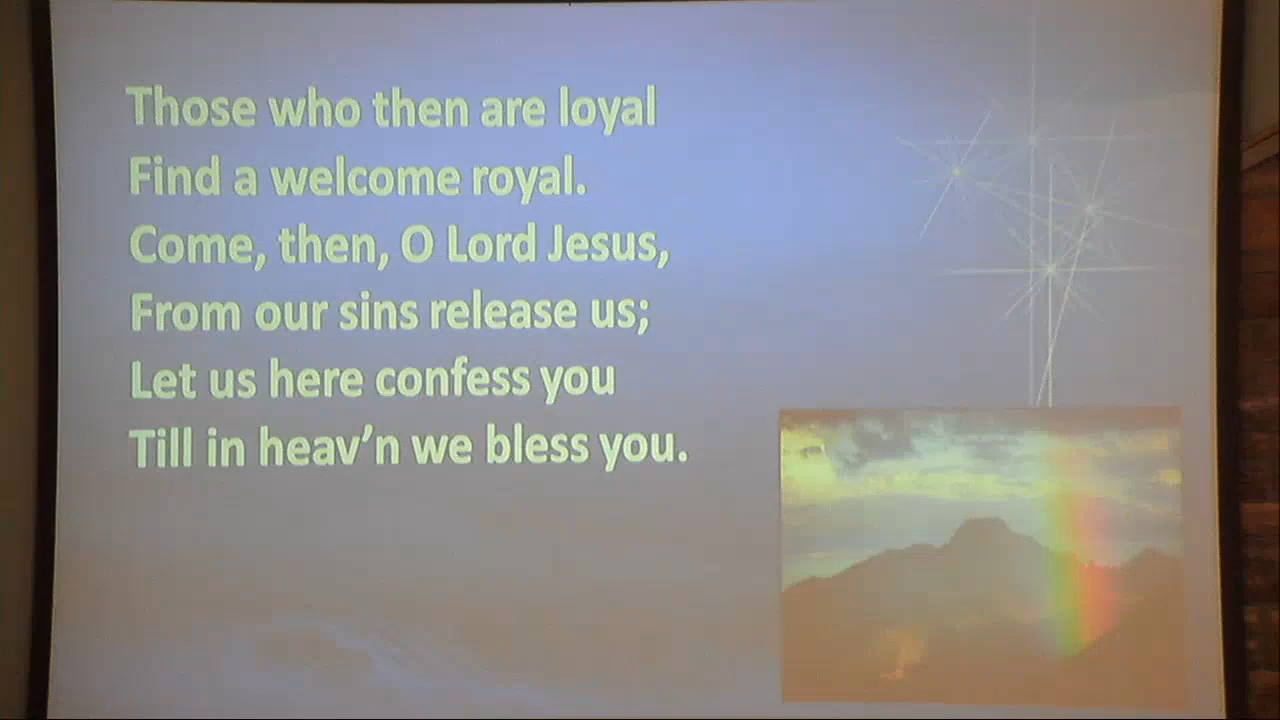 Those who then are loyal
Find a welcome royal.
Come, then, O Lord Jesus,
From our sins release us;
Let us here confess you
Till in heav’n we bless you.